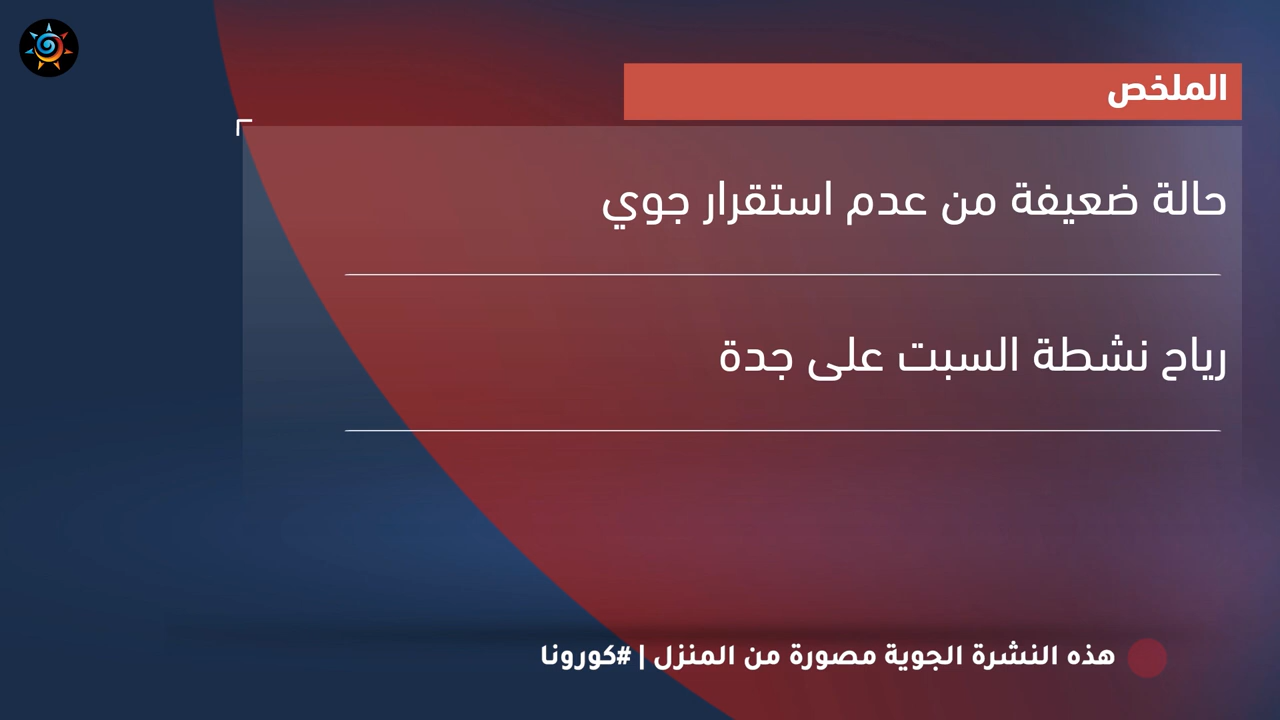 الملخص
حالة ضعيفة من عدم استقرار جوي
رياح نشطة السبت على جدة
هذه النشرة الجوية مصورة من المنزل | #كورونا